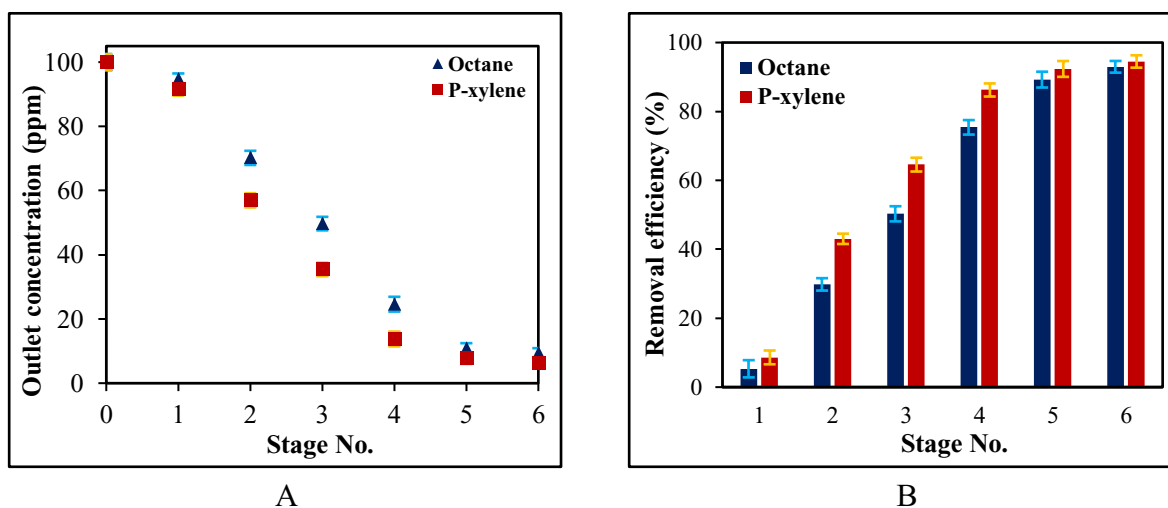 Outlet concentration (ppm)
100
80
60
40
20
0
Octane
P-xylene
0 1 2 3 4 5 6
Stage No.
A
Removal efficiency (%)
100
80
60
40
20
0
Octane
P-xylene
1 2 3 4 5 6
Stage No.
B